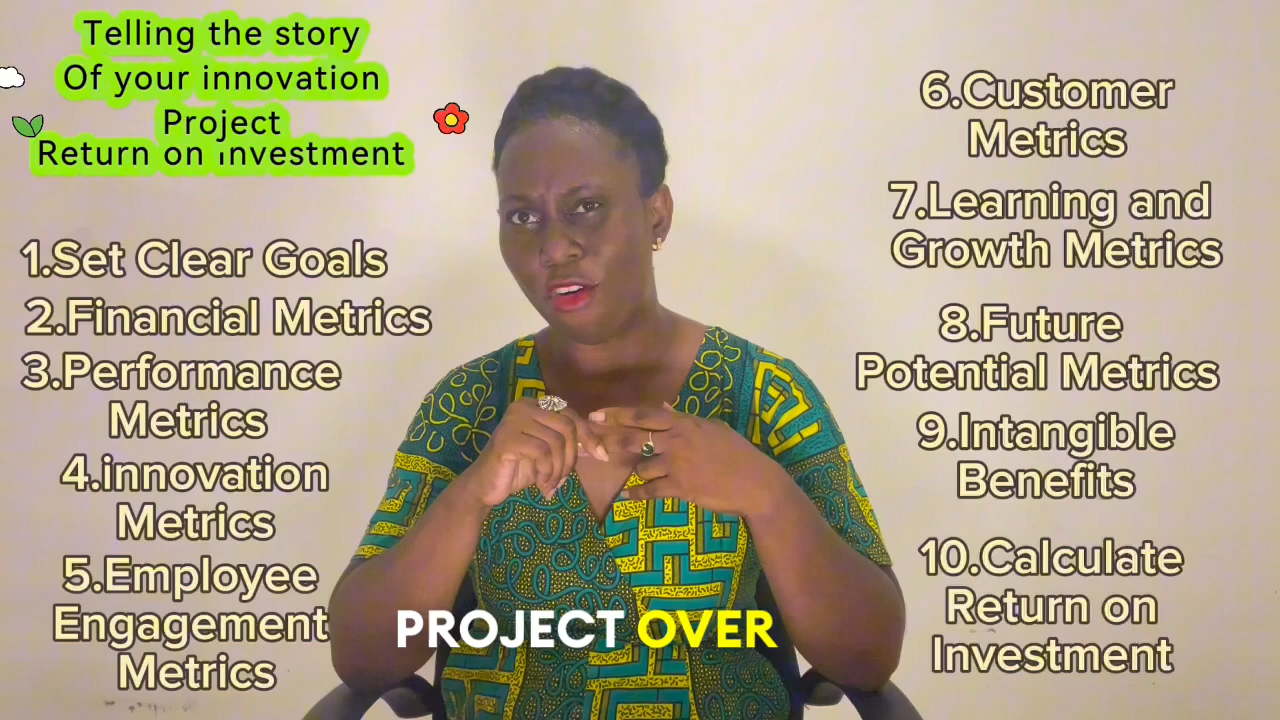 Telling the story
Of your innovation
Project
Return on investment
1.Set Clear Goals
2.Financial Metrics
3.Performance
Metrics
4.innovation
Metrics
5.Employee
Engagement
Metrics
6.Customer
Metrics
7.Learning and
Growth Metrics
8.Future
Potential Metrics
9.Intangible
Benefits
10.Calculate
Return on
Investment
PROJECT OVER